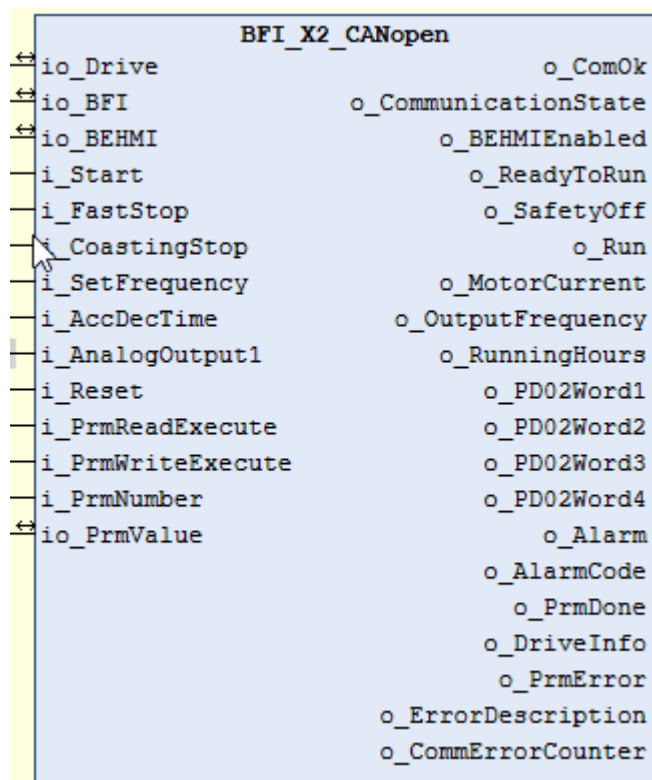 BFI_X2_CANopen
io_Drive o_ComOk
io_BFI o_CommunicationState
io_BEHMI o_BEHMIEnabled
i_Start o_ReadyToRun
i_FastStop o_SafetyOff
i_CoastingStop o_Run
i_SetFrequency o_MotorCurrent
i_AccDecTime o_OutputFrequency
i_AnalogOutput1 o_RunningHours
i_Reset o_PD02Word1
i_PrmReadExecute o_PD02Word2
i_PrmWriteExecute o_PD02Word3
i_PrmNumber o_PD02Word4
io_PrmValue o_Alarm
o_AlarmCode
o_PrmDone
o_DriveInfo
o_PrmError
o_ErrorDescription
o_CommErrorCounter